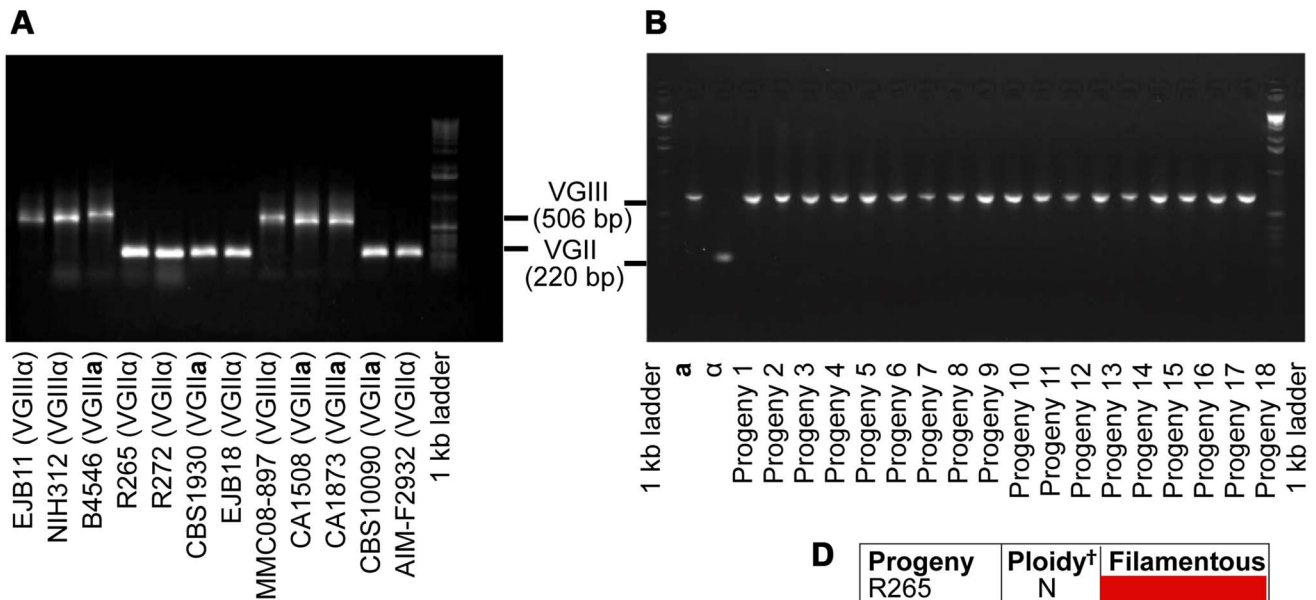 A
B
VGIII
(506 bp)
VGII
(220 bp)
EJB11 (VGIIIα)
NIH312 (VGIIIα)
B4546 (VGIIIa)
R265 (VGIIα)
R272 (VGIIα)
CBS1930 (VGIIa)
EJB18 (VGIIα)
MMC08-897 (VGIIIα)
CA1508 (VGIIIa)
CA1873 (VGIIIa)
CBS10090 (VGIIa)
AIM-F2932 (VGIIα)
1 kb ladder
1 kb ladder
a
α
Progeny 1
Progeny 2
Progeny 3
Progeny 4
Progeny 5
Progeny 6
Progeny 7
Progeny 8
Progeny 9
Progeny 10
Progeny 11
Progeny 12
Progeny 13
Progeny 14
Progeny 15
Progeny 16
Progeny 17
Progeny 18
1 kb ladder
D
Progeny Ploidy† Filamentous
R265 N